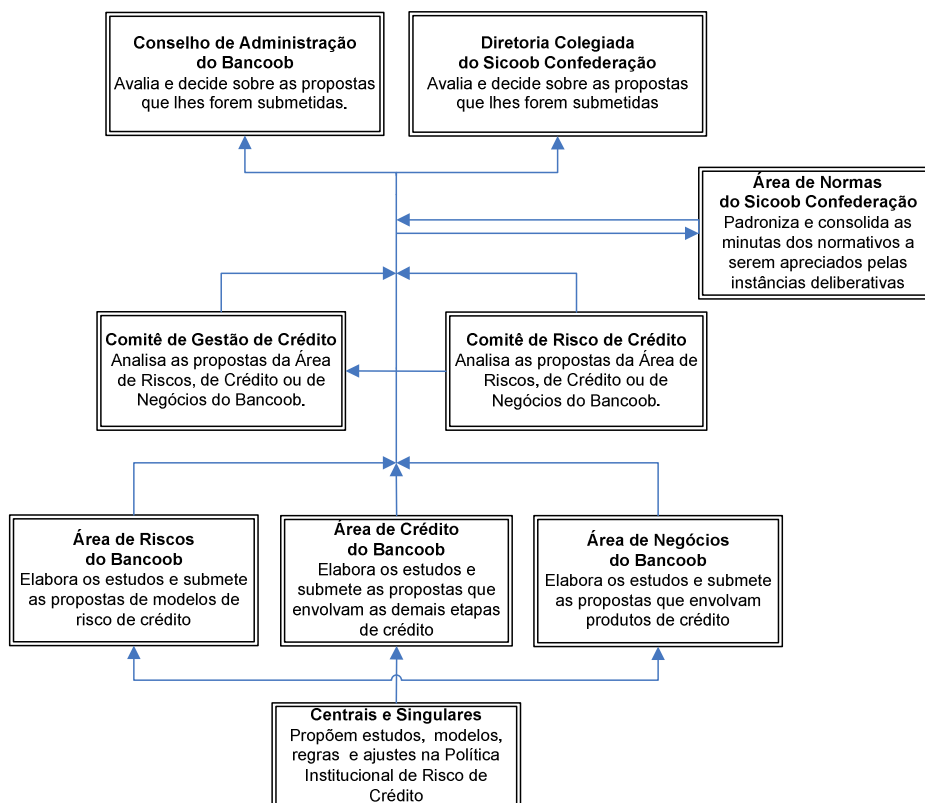 Conselho de Administração
do Bancoob
Avalia e decide sobre as propostas
que lhes forem submetidas.
Diretoria Colegiada
do Sicoob Confederação
Avalia e decide sobre as propostas
que lhes forem submetidas
Área de Normas
do Sicoob Confederação
Padroniza e consolida as
minutas dos normativos a
serem apreciados pelas
instâncias deliberativas
Comitê de Gestão de Crédito
Analisa as propostas da Área
de Riscos, de Crédito ou de
Negócios do Bancoob.
Comitê de Risco de Crédito
Analisa as propostas da Área de
Riscos, de Crédito ou de
Negócios do Bancoob.
Área de Riscos
do Bancoob
Elabora os estudos e submete
as propostas de modelos de
risco de crédito
Área de Crédito
do Bancoob
Elabora os estudos e
submete as propostas que
envolvam as demais etapas
de crédito
Área de Negócios
do Bancoob
Elabora os estudos e submete
as propostas que envolvam
produtos de crédito
Centrais e Singulares
Propõem estudos, modelos,
regras e ajustes na Política
Institucional de Risco de
Crédito